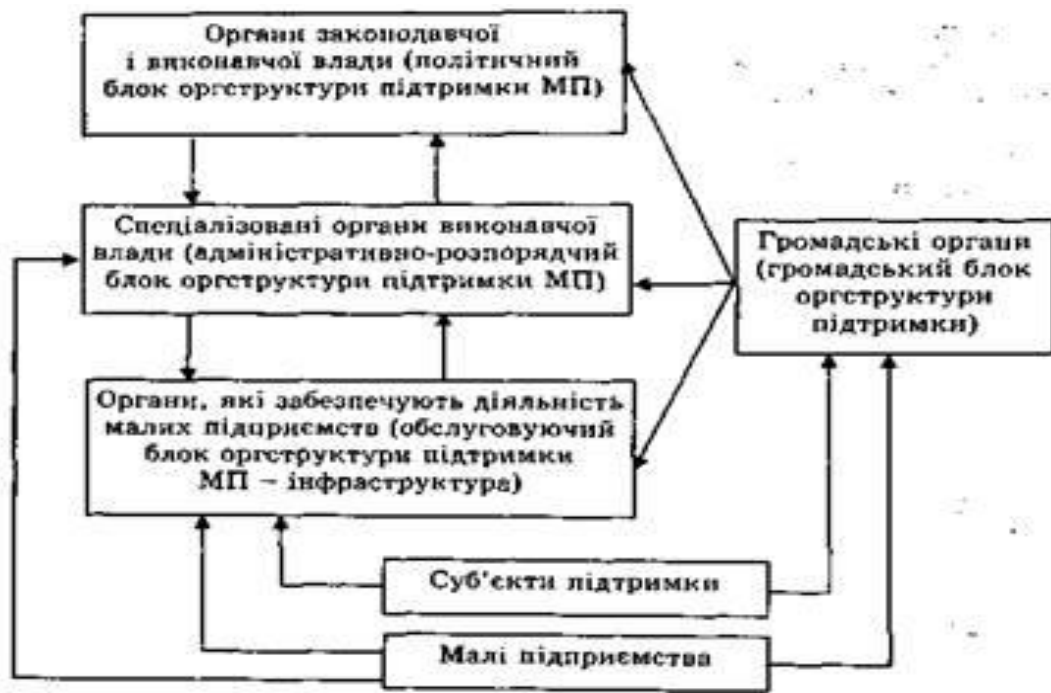 Органи законодавчої
і виконавчої влади (політичний
блок оргструктури підтримки МП)
Спеціалізовані органи виконавчої
влади (адміністративно-розпорядчий
блок оргструктури підтримки МП)
Громадські органи
(громадський блок
оргструктури
підтримки)
Органи, які забезпечують діяльність
малих підприємств (обслуговуючий
блок оргструктури підтримки
МП – інфраструктура)
Суб’єкти підтримки
Малі підприємства